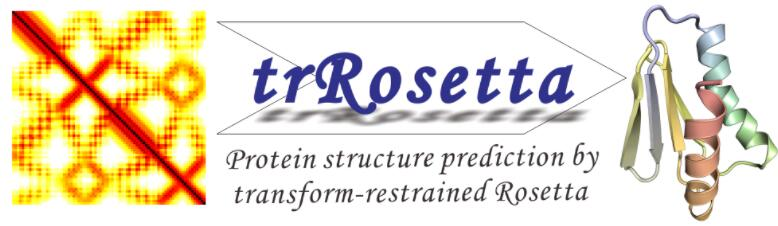 trRosetta
Protein structure prediction by
transform-restrained Rosetta